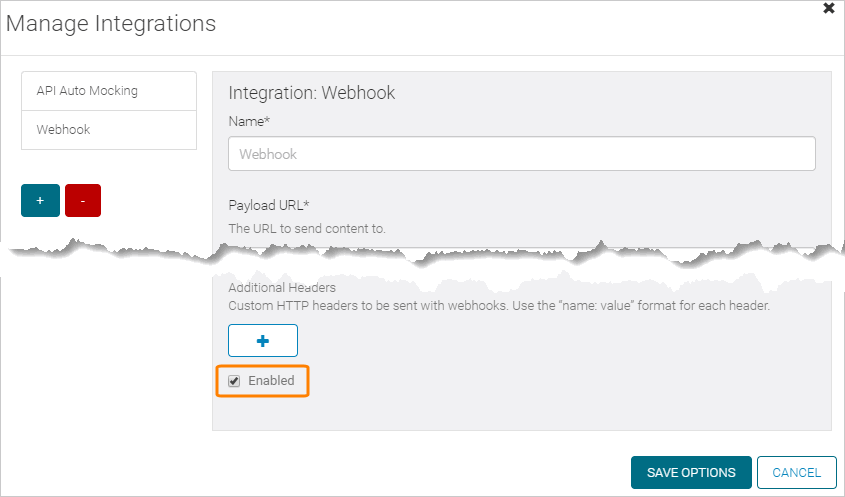 Manage Integrations
API Auto Mocking
Webhook
+
-
Integration: Webhook
Name*
Webhook
Payload URL*
The URL to send content to.
Additional Headers
Custom HTTP headers to be sent with webhooks. Use the “name: value” format for each header.
Enabled
SAVE OPTIONS
CANCEL